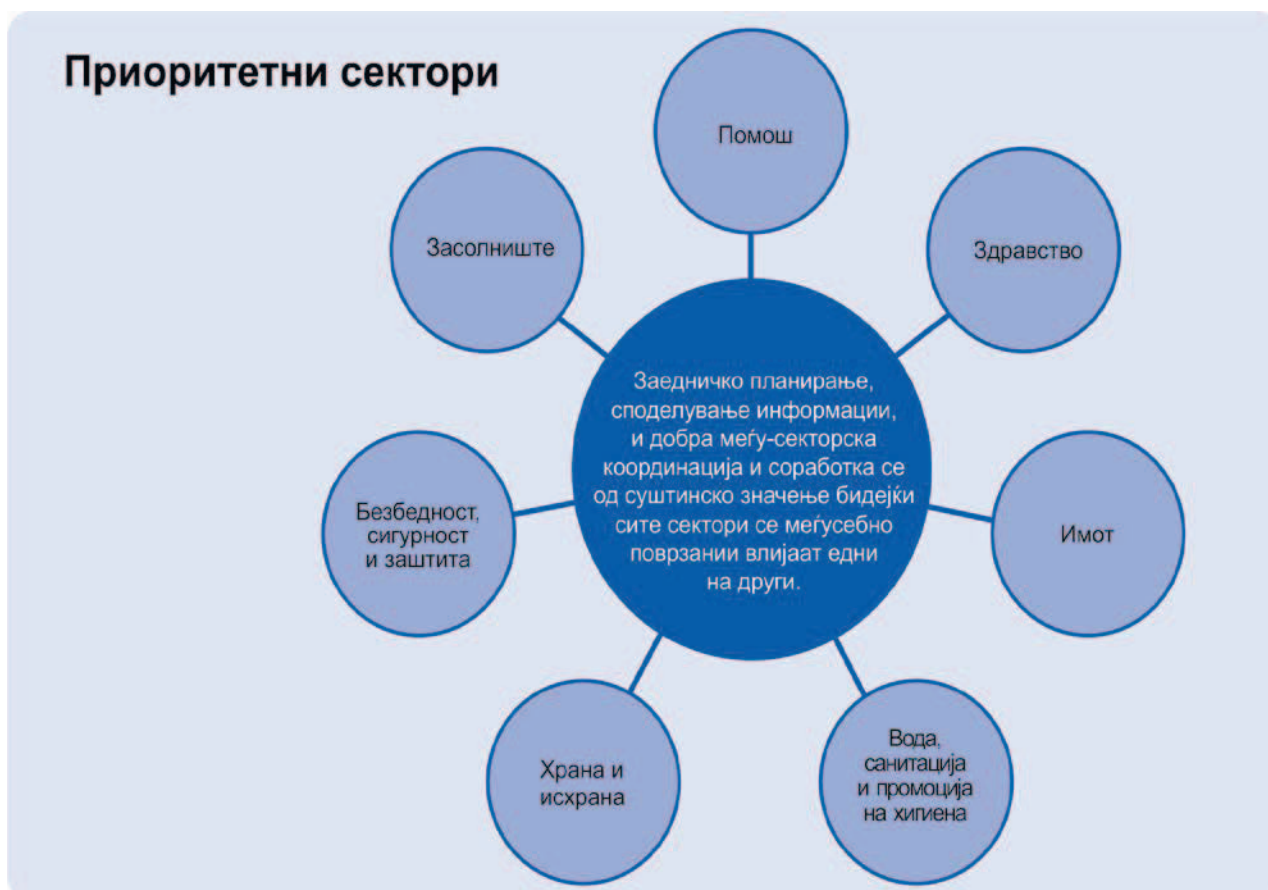 Приоритетни сектори
Помош
Засолниште
Здравство
Заедничко планирање,
споделување информации,
и добра меѓу-секторска
координација и соработка се
од суштинско значење бидејќи
сите сектори се меѓусебно
поврзании влијаат едни
на други.
Безбедност,
сигурност
и заштита
Имот
Храна и
исхрана
Вода,
санитација
и промоција
на хигиена